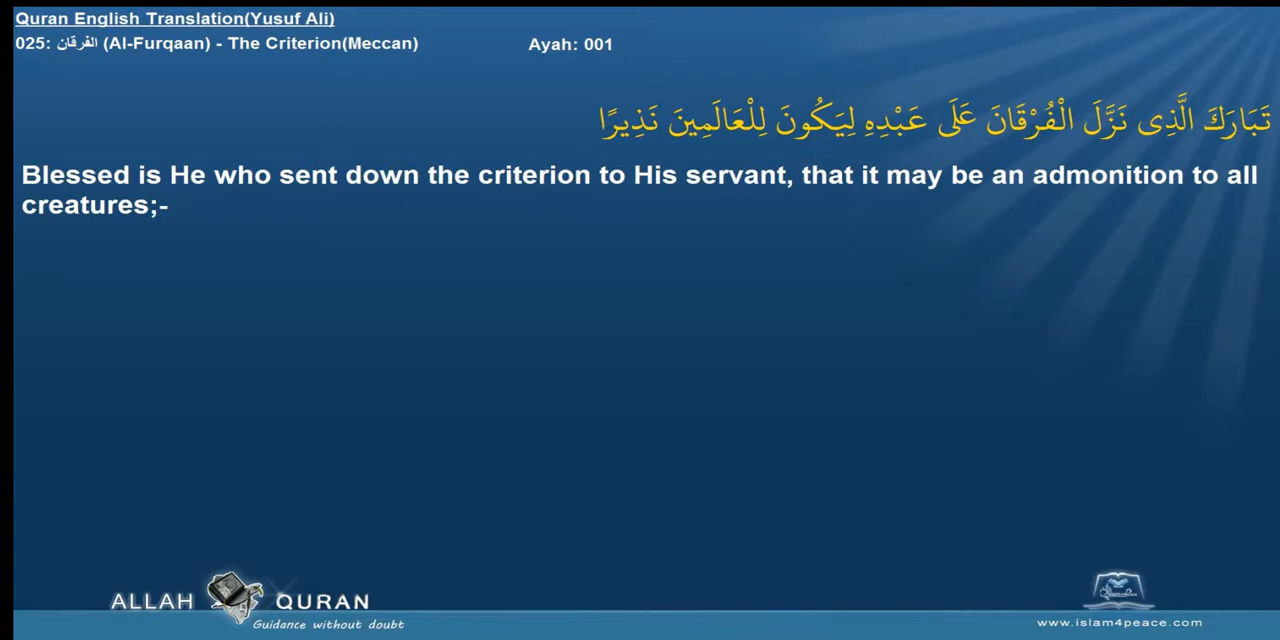 Quran English Translation(Yusuf Ali)
025: الفرقان (Al-Furqaan) - The Criterion(Meccan) Ayah: 001
تَبَارَكَ الَّذِى نَزَّلَ الْفُرْقَانَ عَلَى عَبْدِهِ لِيَكُونَ لِلْعَالَمِينَ نَذِيرًا
Blessed is He who sent down the criterion to His servant, that it may be an admonition to all
creatures;-
ALLAH QURAN
Guidance without doubt
www.islam4peace.com